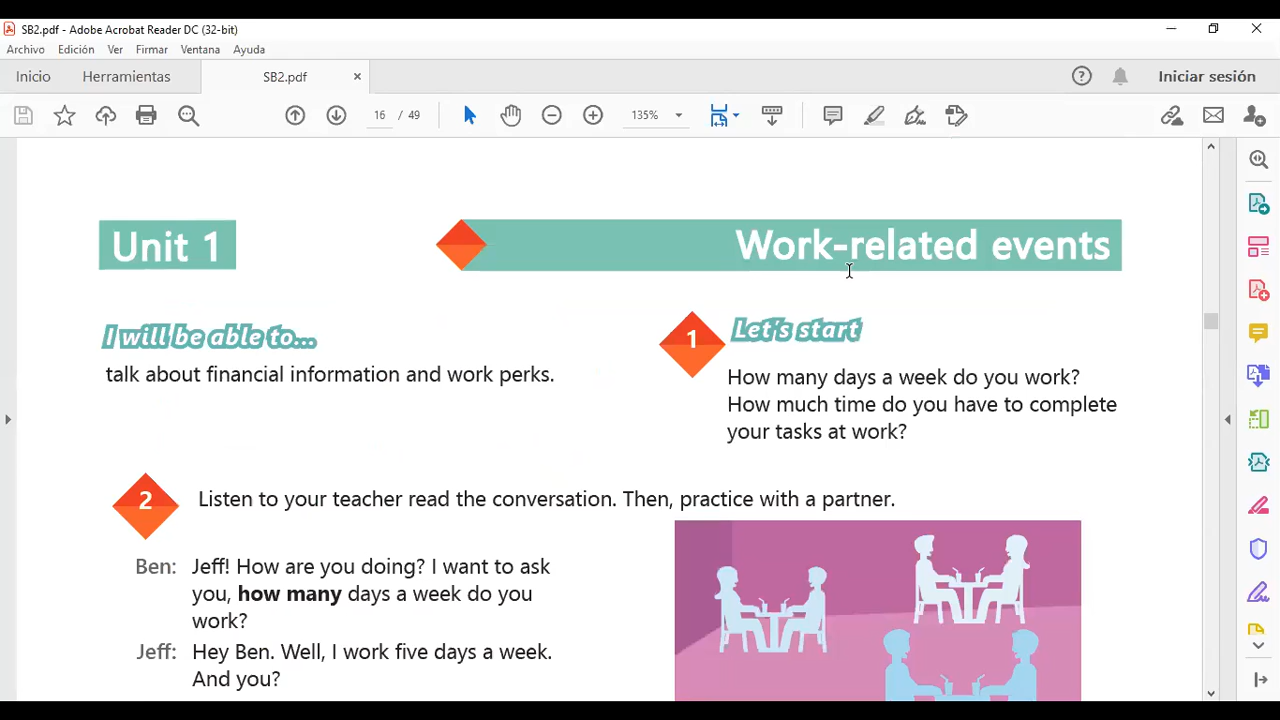 SB2.pdf - Adobe Acrobat Reader DC (32-bit)
Archivo Edición Ver Firmar Ventana Ayuda
Inicio Herramientas SB2.pdf × Iniciar sesión
16 / 49 135%
Unit 1 Work-related events
I will be able to...
talk about financial information and work perks.
1 Let's start
How many days a week do you work?
How much time do you have to complete
your tasks at work?
2 Listen to your teacher read the conversation. Then, practice with a partner.
Ben: Jeff! How are you doing? I want to ask
you, how many days a week do you
work?
Jeff: Hey Ben. Well, I work five days a week.
And you?